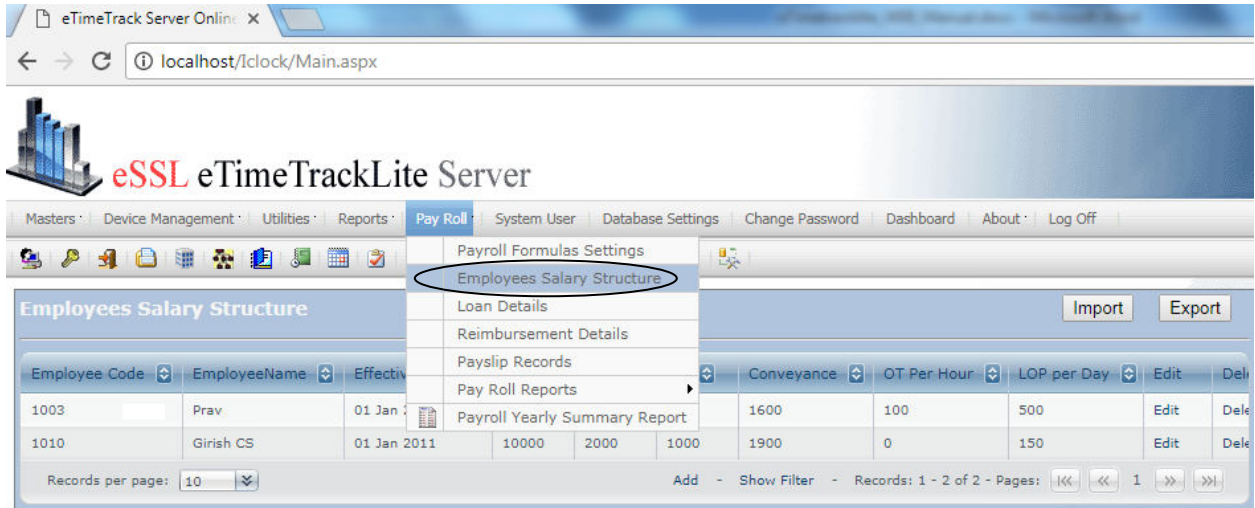 eTimeTrack Server Online
localhost/Iclock/Main.aspx
eSSL eTimeTrackLite Server
Masters Device Management Utilities Reports Pay Roll System User Database Settings Change Password Dashboard About Log Off
Payroll Formulas Settings
Employees Salary Structure
Loan Details
Reimbursement Details
Payslip Records
Pay Roll Reports
Payroll Yearly Summary Report
Employees Salary Structure Import Export
Employee Code EmployeeName Effectiv Conveyance OT Per Hour LOP per Day Edit Dele
1003 Prav 01 Jan 1600 100 500 Edit Dele
1010 Girish CS 01 Jan 2011 10000 2000 1000 1900 0 150 Edit Dele
Records per page: 10 Add - Show Filter - Records: 1 - 2 of 2 - Pages: 1